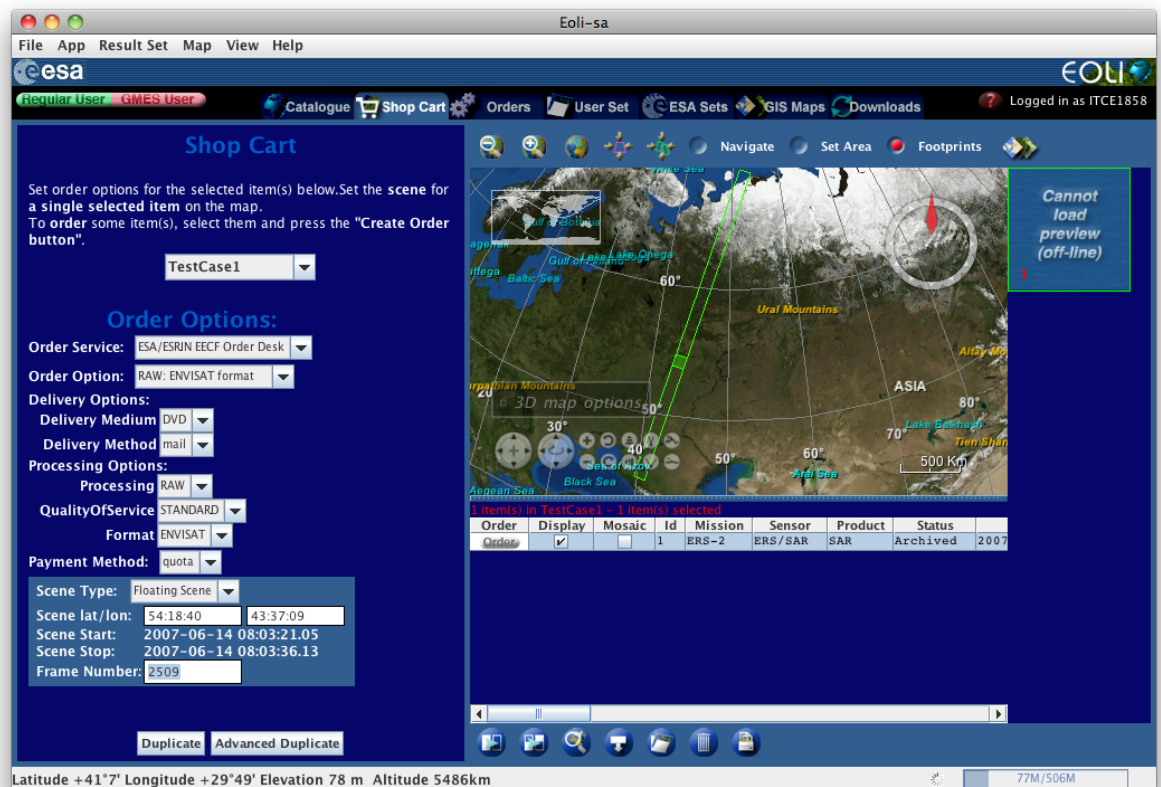 Eoli-sa
File App Result Set Map View Help
esa
EOLI
Regular User GMES User
Catalogue Shop Cart Orders User Set ESA Sets GIS Maps Downloads
? Logged in as ITCE1858
Shop Cart
Set order options for the selected item(s) below.Set the scene for
a single selected item on the map.
To order some item(s), select them and press the "Create Order
button".
TestCase1
Order Options:
Order Service: ESA/ESRIN EECF Order Desk
Order Option: RAW: ENVISAT format
Delivery Options:
Delivery Medium DVD
Delivery Method mail
Processing Options:
Processing RAW
QualityOfService STANDARD
Format ENVISAT
Payment Method: quota
Scene Type: Floating Scene
Scene lat/lon: 54:18:40 43:37:09
Scene Start: 2007-06-14 08:03:21.05
Scene Stop: 2007-06-14 08:03:36.13
Frame Number: 2509
Duplicate Advanced Duplicate
Navigate Set Area Footprints
White Sea
Gulf of Bothnia
Lake Onega
Gulf of Finland
Baltic Sea
60°
Ural Mountains
Altay Mo
Mountains
20°
3D map options
50°
ASIA
80°
30°
Lake Balkhash
70°
Tien Shan
40°
50°
60°
500 Km
Sea of Azov
Black Sea
Aral Sea
Aegean Sea
Cannot
load
preview
(off-line)
1
1 item(s) in TestCase1 - 1 item(s) selected
Order Display Mosaic Id Mission Sensor Product Status
Order 1 ERS-2 ERS/SAR SAR Archived 2007
Latitude +41°7' Longitude +29°49' Elevation 78 m Altitude 5486km
77M/506M